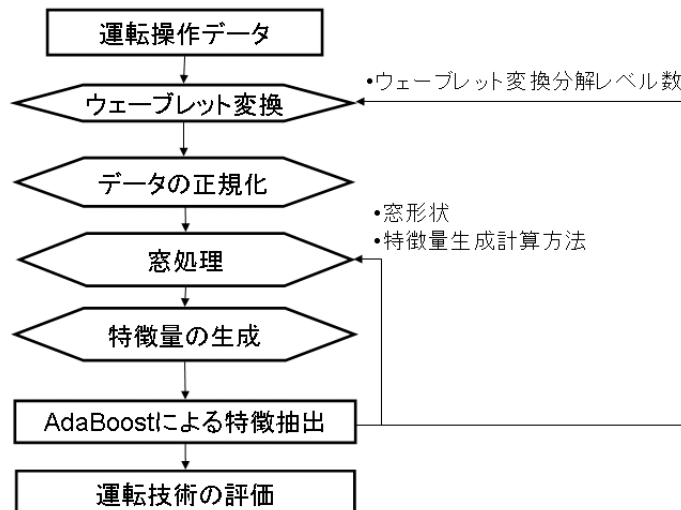 運転操作データ
•ウェーブレット変換分解レベル数
ウェーブレット変換
データの正規化
•窓形状
•特徴量生成計算方法
窓処理
特徴量の生成
AdaBoostによる特徴抽出
運転技術の評価